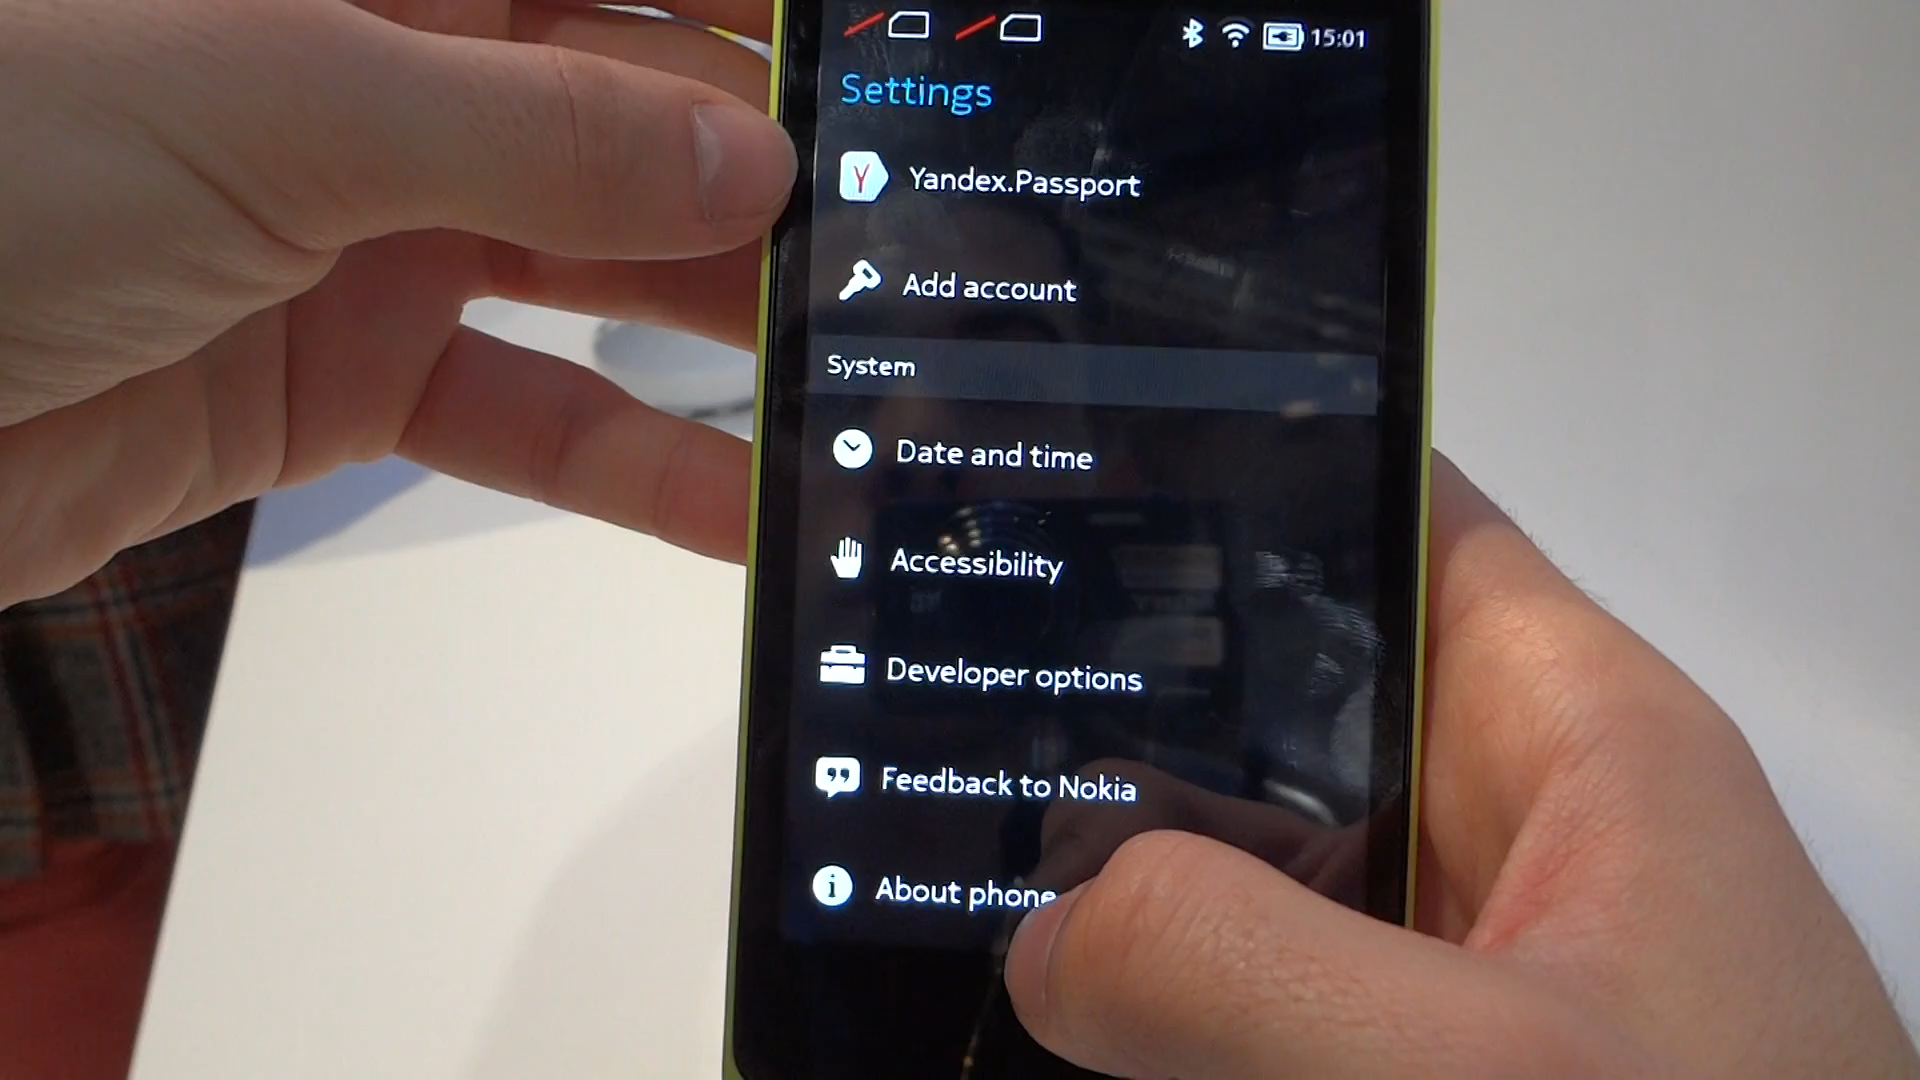 15:01
Settings
Y Yandex.Passport
Add account
System
Date and time
Accessibility
Developer options
Feedback to Nokia
About phone